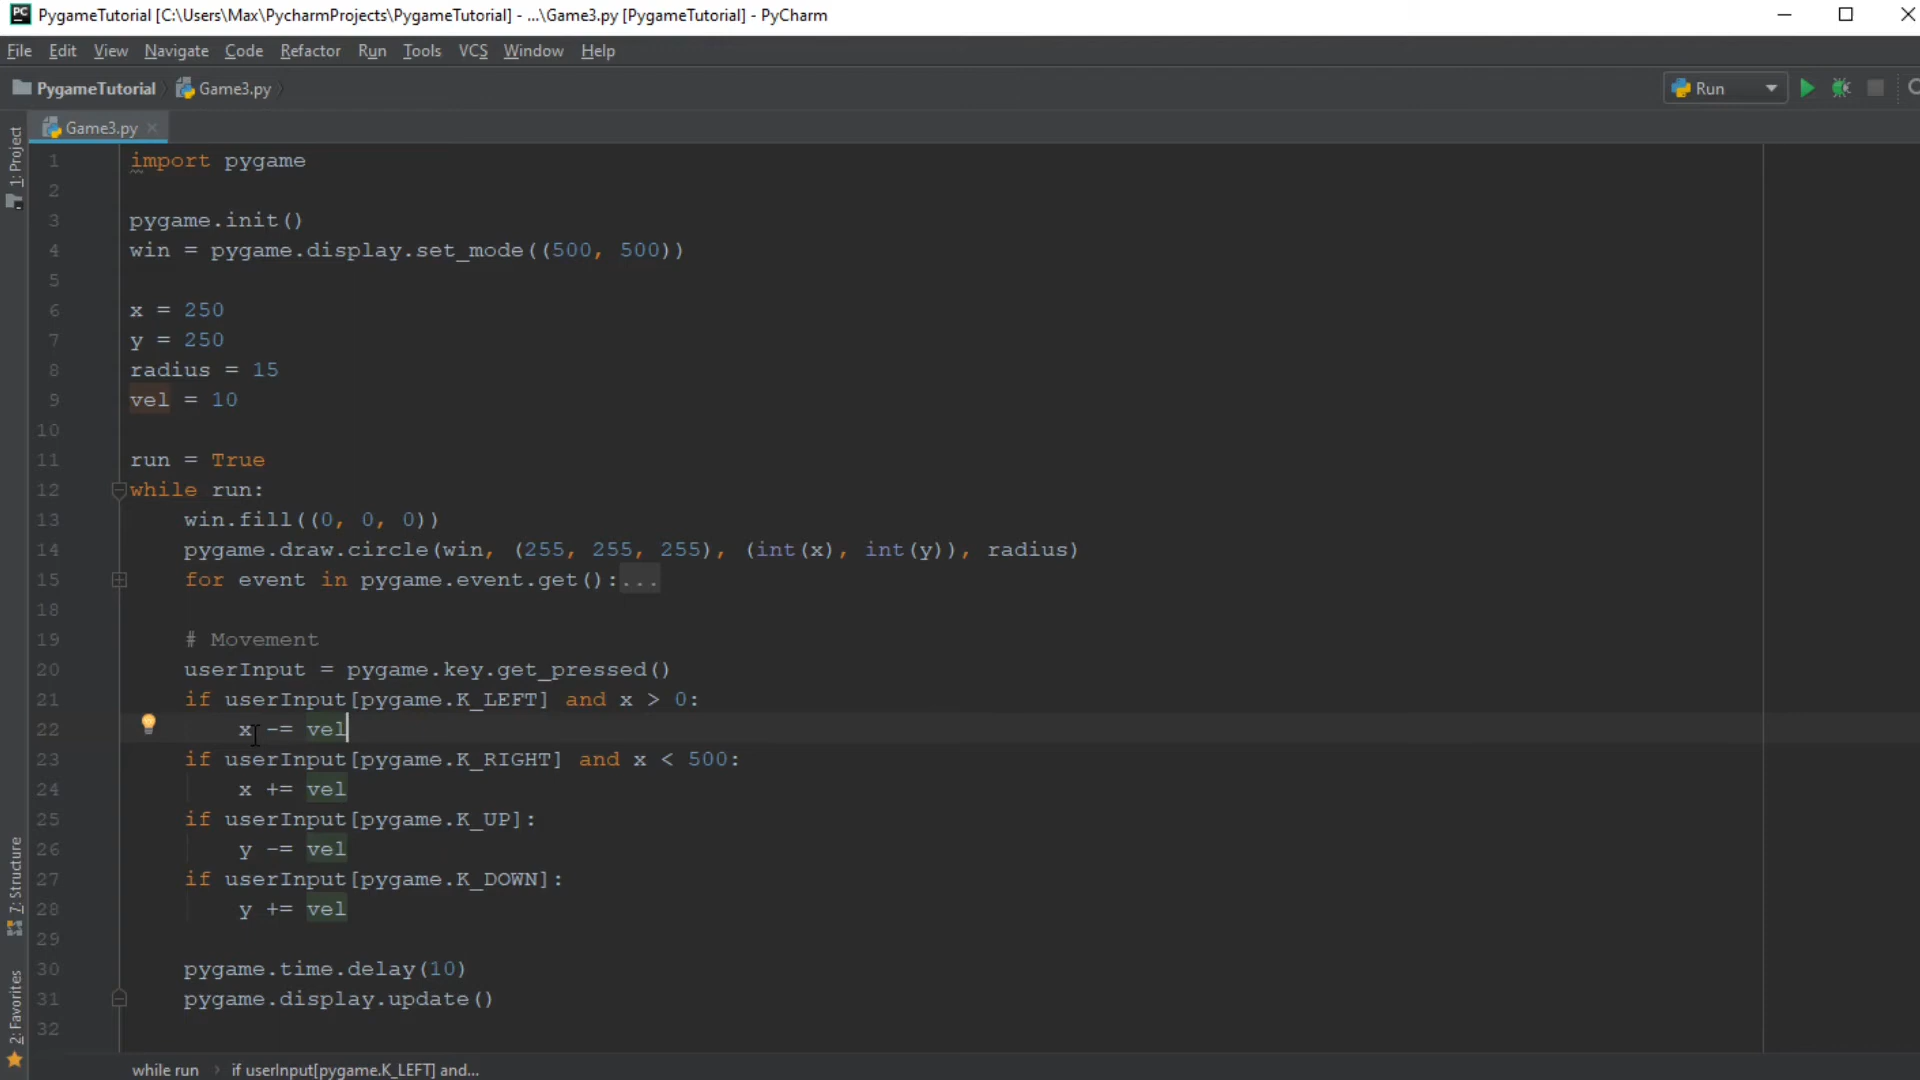 PygameTutorial [C:\Users\Max\PycharmProjects\PygameTutorial] - ...\Game3.py [PygameTutorial] - PyCharm
File Edit View Navigate Code Refactor Run Tools VCS Window Help
PygameTutorial Game3.py Run
Game3.py
1: Project
7: Structure
2: Favorites
1 import pygame
2
3 pygame.init()
4 win = pygame.display.set_mode((500, 500))
5
6 x = 250
7 y = 250
8 radius = 15
9 vel = 10
10
11 run = True
12 while run:
13     win.fill((0, 0, 0))
14     pygame.draw.circle(win, (255, 255, 255), (int(x), int(y)), radius)
15     for event in pygame.event.get():...
18
19     # Movement
20     userInput = pygame.key.get_pressed()
21     if userInput[pygame.K_LEFT] and x > 0:
22         x -= vel
23     if userInput[pygame.K_RIGHT] and x < 500:
24         x += vel
25     if userInput[pygame.K_UP]:
26         y -= vel
27     if userInput[pygame.K_DOWN]:
28         y += vel
29
30     pygame.time.delay(10)
31     pygame.display.update()
32
while run › if userInput[pygame.K_LEFT] and...